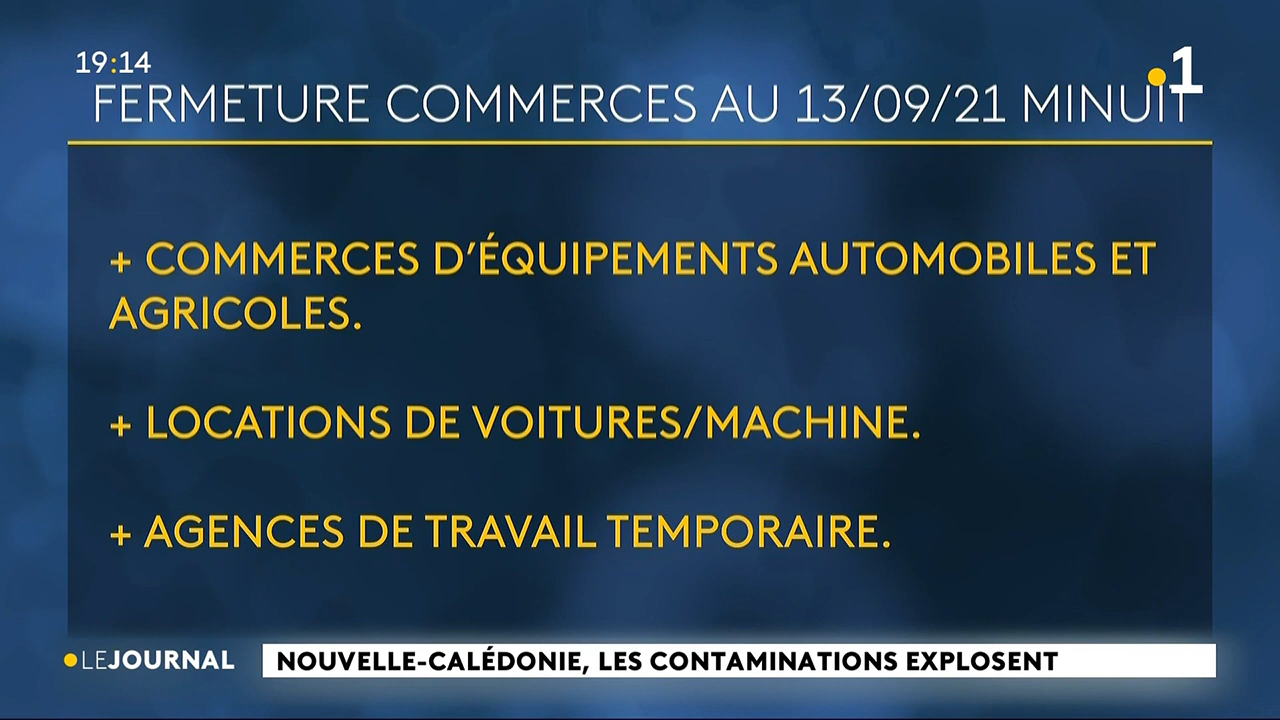 19:14
1
FERMETURE COMMERCES AU 13/09/21 MINUIT
+ COMMERCES D'ÉQUIPEMENTS AUTOMOBILES ET
AGRICOLES.
+ LOCATIONS DE VOITURES/MACHINE.
+ AGENCES DE TRAVAIL TEMPORAIRE.
LEJOURNAL
NOUVELLE-CALÉDONIE, LES CONTAMINATIONS EXPLOSENT